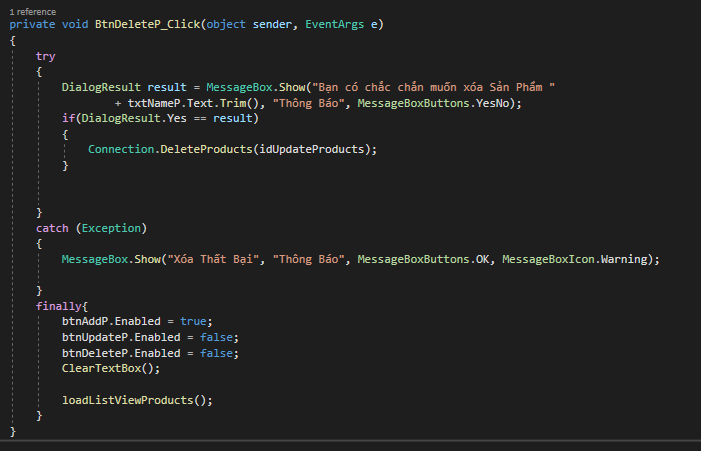 1 reference
private void BtnDeleteP_Click(object sender, EventArgs e)
{
try
{
DialogResult result = MessageBox.Show("Bạn có chắc chắn muốn xóa Sản Phẩm "
+ txtNameP.Text.Trim(), "Thông Báo", MessageBoxButtons.YesNo);
if(DialogResult.Yes == result)
{
Connection.DeleteProducts(idUpdateProducts);
}
}
catch (Exception)
{
MessageBox.Show("Xóa Thất Bại", "Thông Báo", MessageBoxButtons.OK, MessageBoxIcon.Warning);
}
finally{
btnAddP.Enabled = true;
btnUpdateP.Enabled = false;
btnDeleteP.Enabled = false;
ClearTextBox();
loadListViewProducts();
}
}